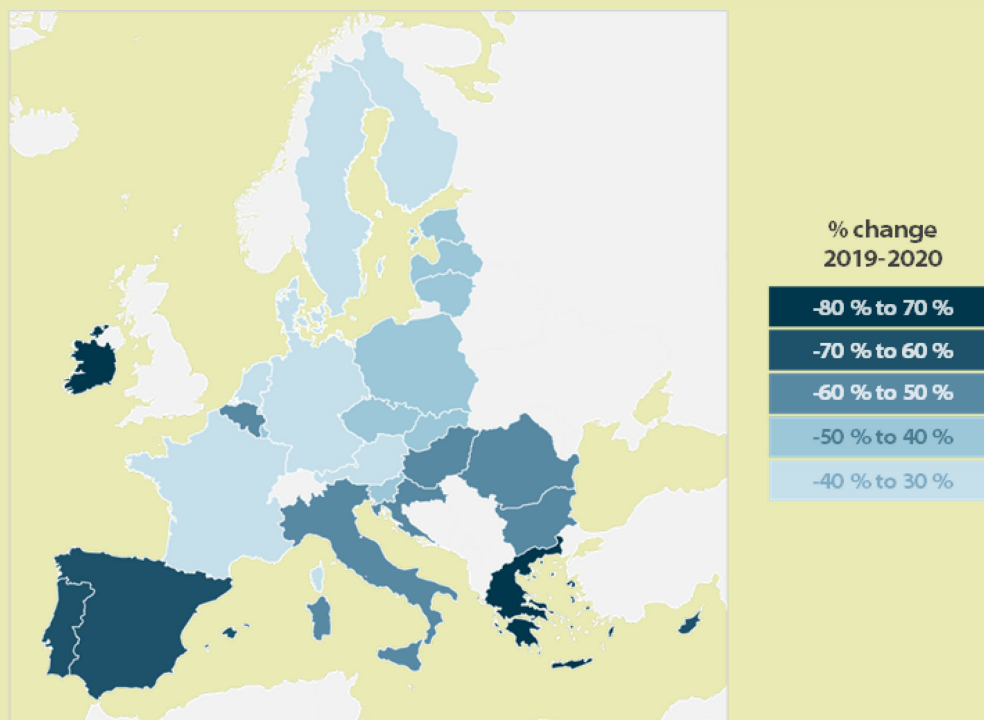 % change
2019-2020
-80 % to 70 %
-70 % to 60 %
-60 % to 50 %
-50 % to 40 %
-40 % to 30 %